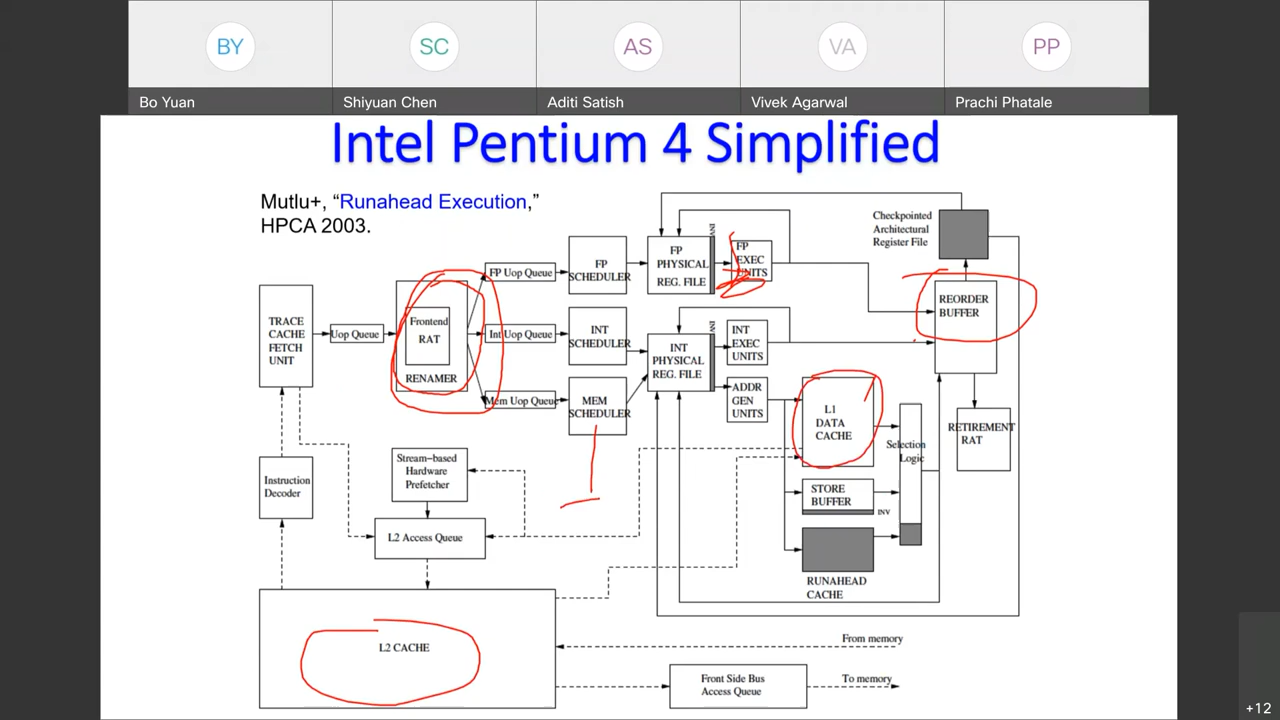 BY
SC
AS
VA
PP
Bo Yuan
Shiyuan Chen
Aditi Satish
Vivek Agarwal
Prachi Phatale
Intel Pentium 4 Simplified
Mutlu+, “Runahead Execution,”
HPCA 2003.
TRACE
CACHE
FETCH
UNIT
Uop Queue
Frontend
RAT
RENAMER
FP Uop Queue
Int Uop Queue
Mem Uop Queue
FP
SCHEDULER
INT
SCHEDULER
MEM
SCHEDULER
FP
PHYSICAL
REG. FILE
INV
INT
PHYSICAL
REG. FILE
INV
FP
EXEC
UNITS
INT
EXEC
UNITS
ADDR
GEN
UNITS
Checkpointed
Architectural
Register File
REORDER
BUFFER
RETIREMENT
RAT
L1
DATA
CACHE
Selection
Logic
STORE
BUFFER
INV
RUNAHEAD
CACHE
Instruction
Decoder
Stream−based
Hardware
Prefetcher
L2 Access Queue
L2 CACHE
From memory
Front Side Bus
Access Queue
To memory
+12